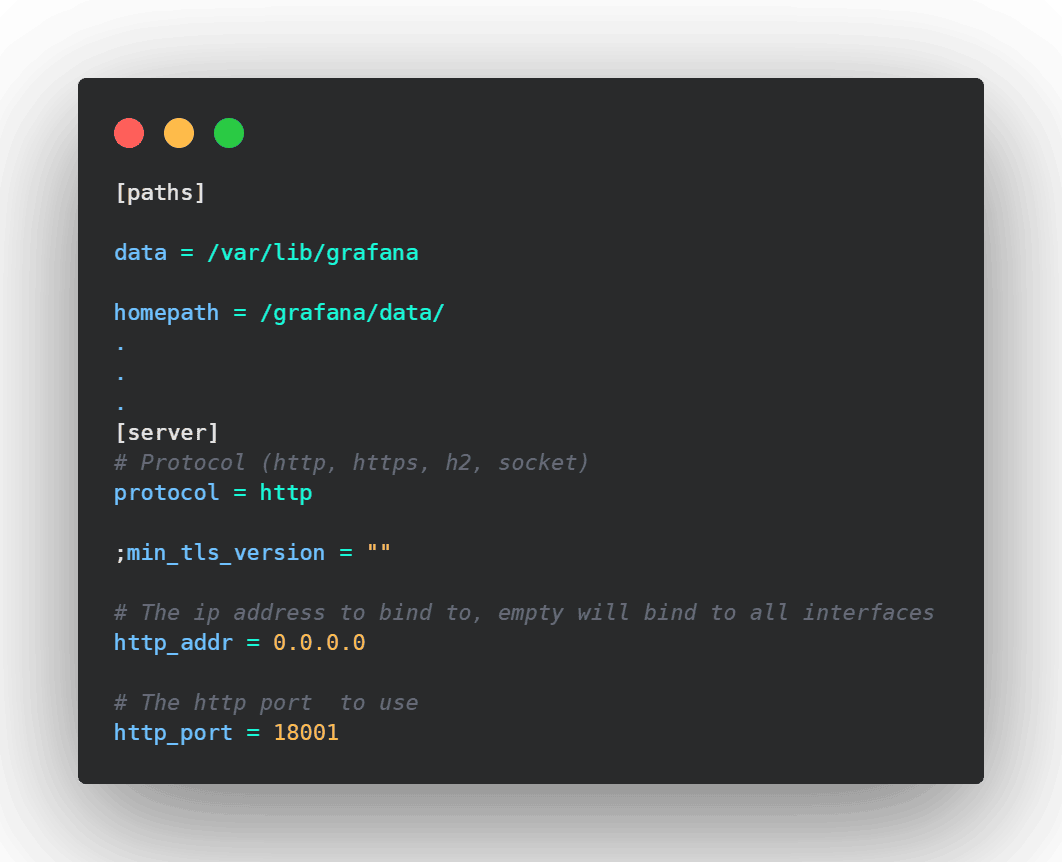 [paths]
data = /var/lib/grafana
homepath = /grafana/data/
.
.
.
[server]
# Protocol (http, https, h2, socket)
protocol = http
;min_tls_version = ""
# The ip address to bind to, empty will bind to all interfaces
http_addr = 0.0.0.0
# The http port  to use
http_port = 18001